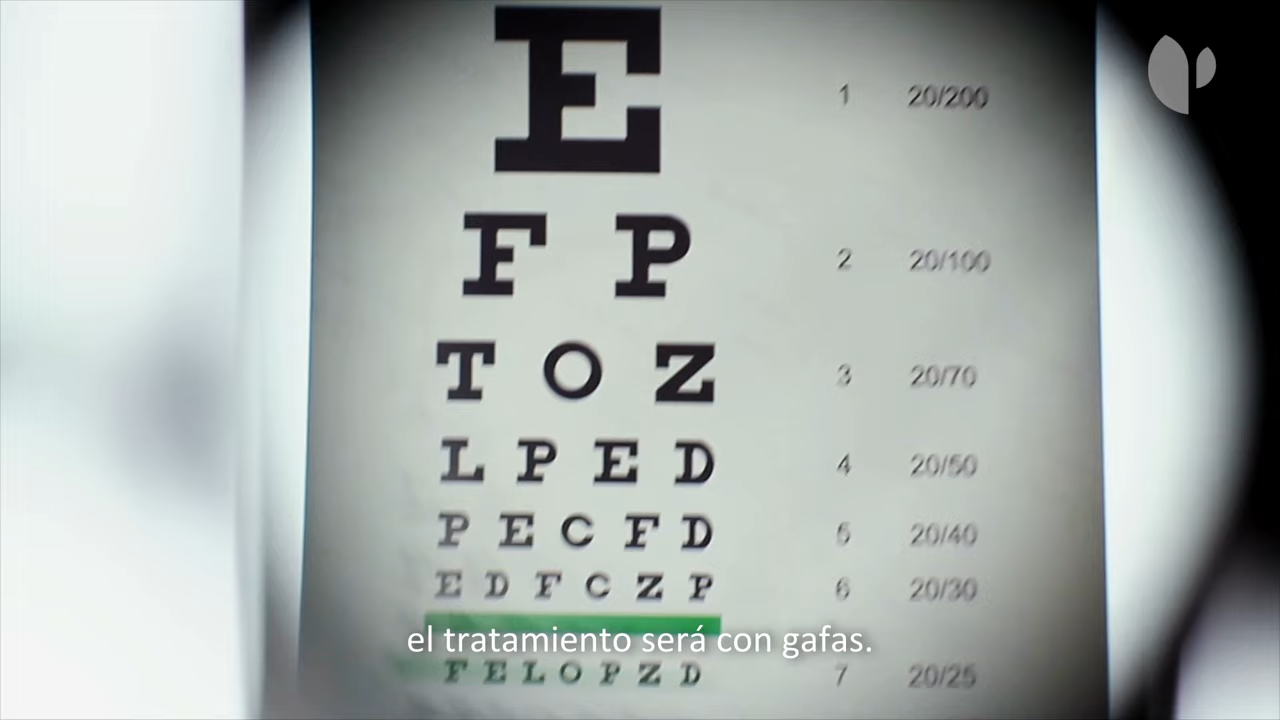 E 1 20/200
F P 2 20/100
T O Z 3 20/70
L P E D 4 20/50
P E C F D 5 20/40
E D F C Z P 6 20/30
el tratamiento será con gafas.
F E L O P Z D 7 20/25